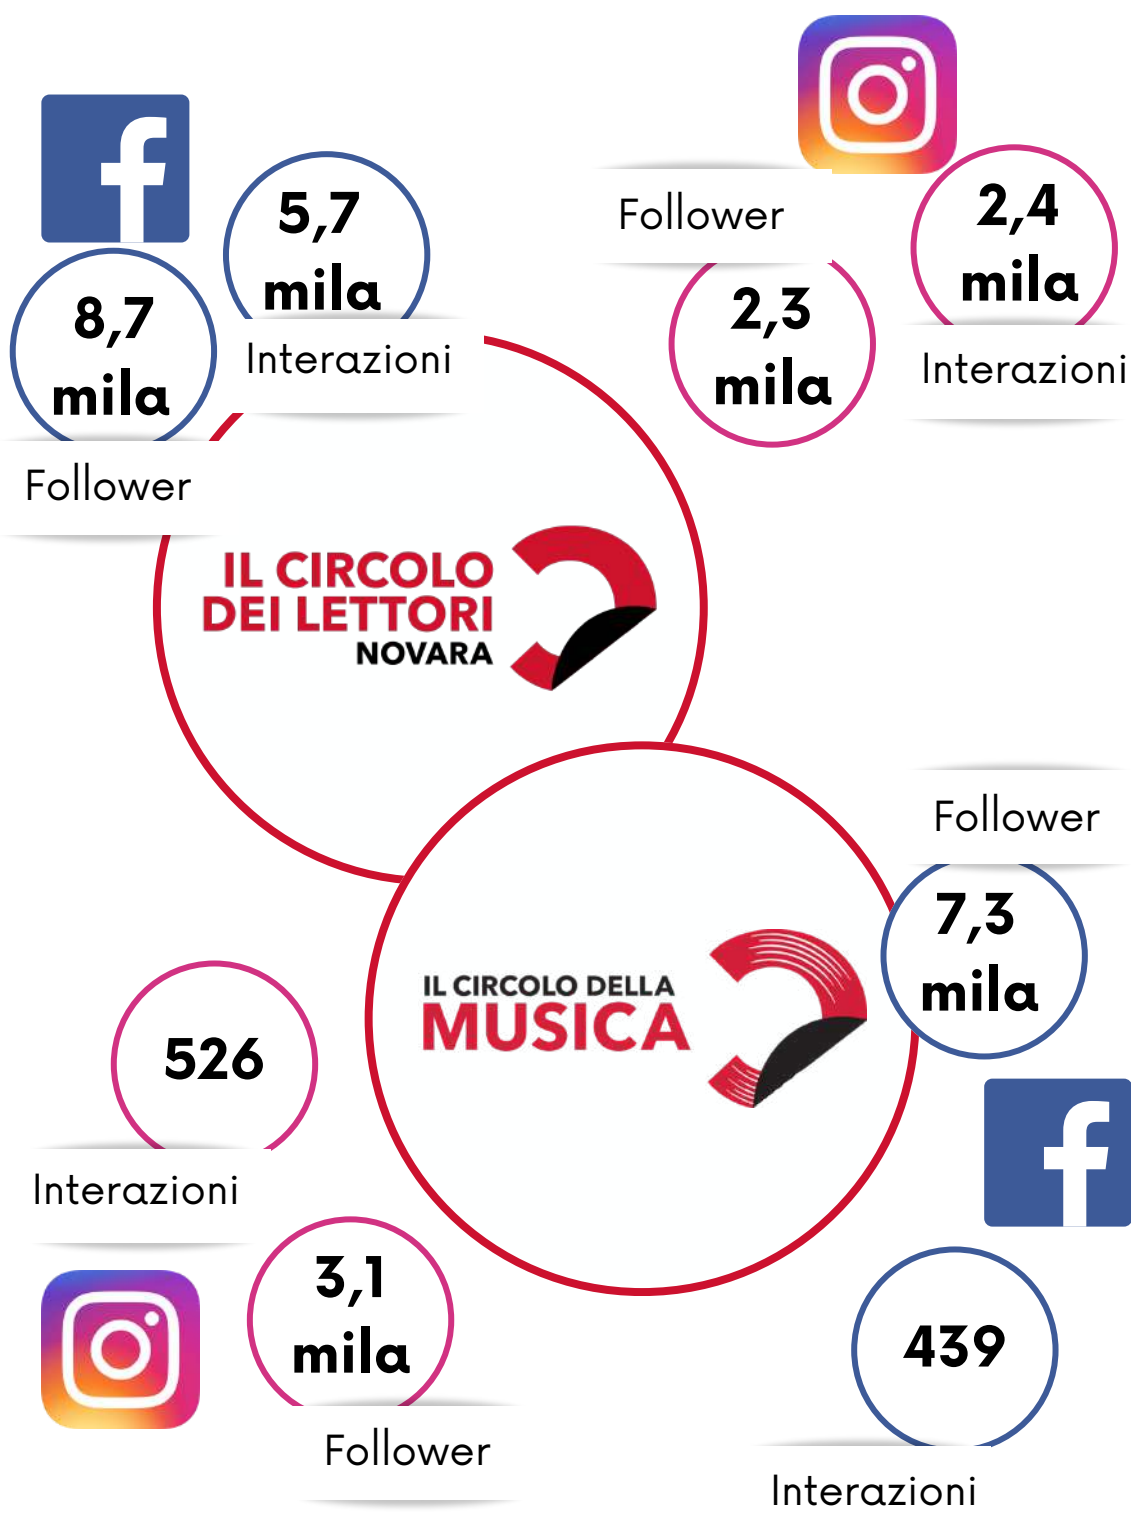 5,7
mila
Interazioni
8,7
mila
Follower
Follower
2,3
mila
2,4
mila
Interazioni
IL CIRCOLO
DEI LETTORI
NOVARA
Follower
7,3
mila
IL CIRCOLO DELLA
MUSICA
526
Interazioni
3,1
mila
Follower
439
Interazioni